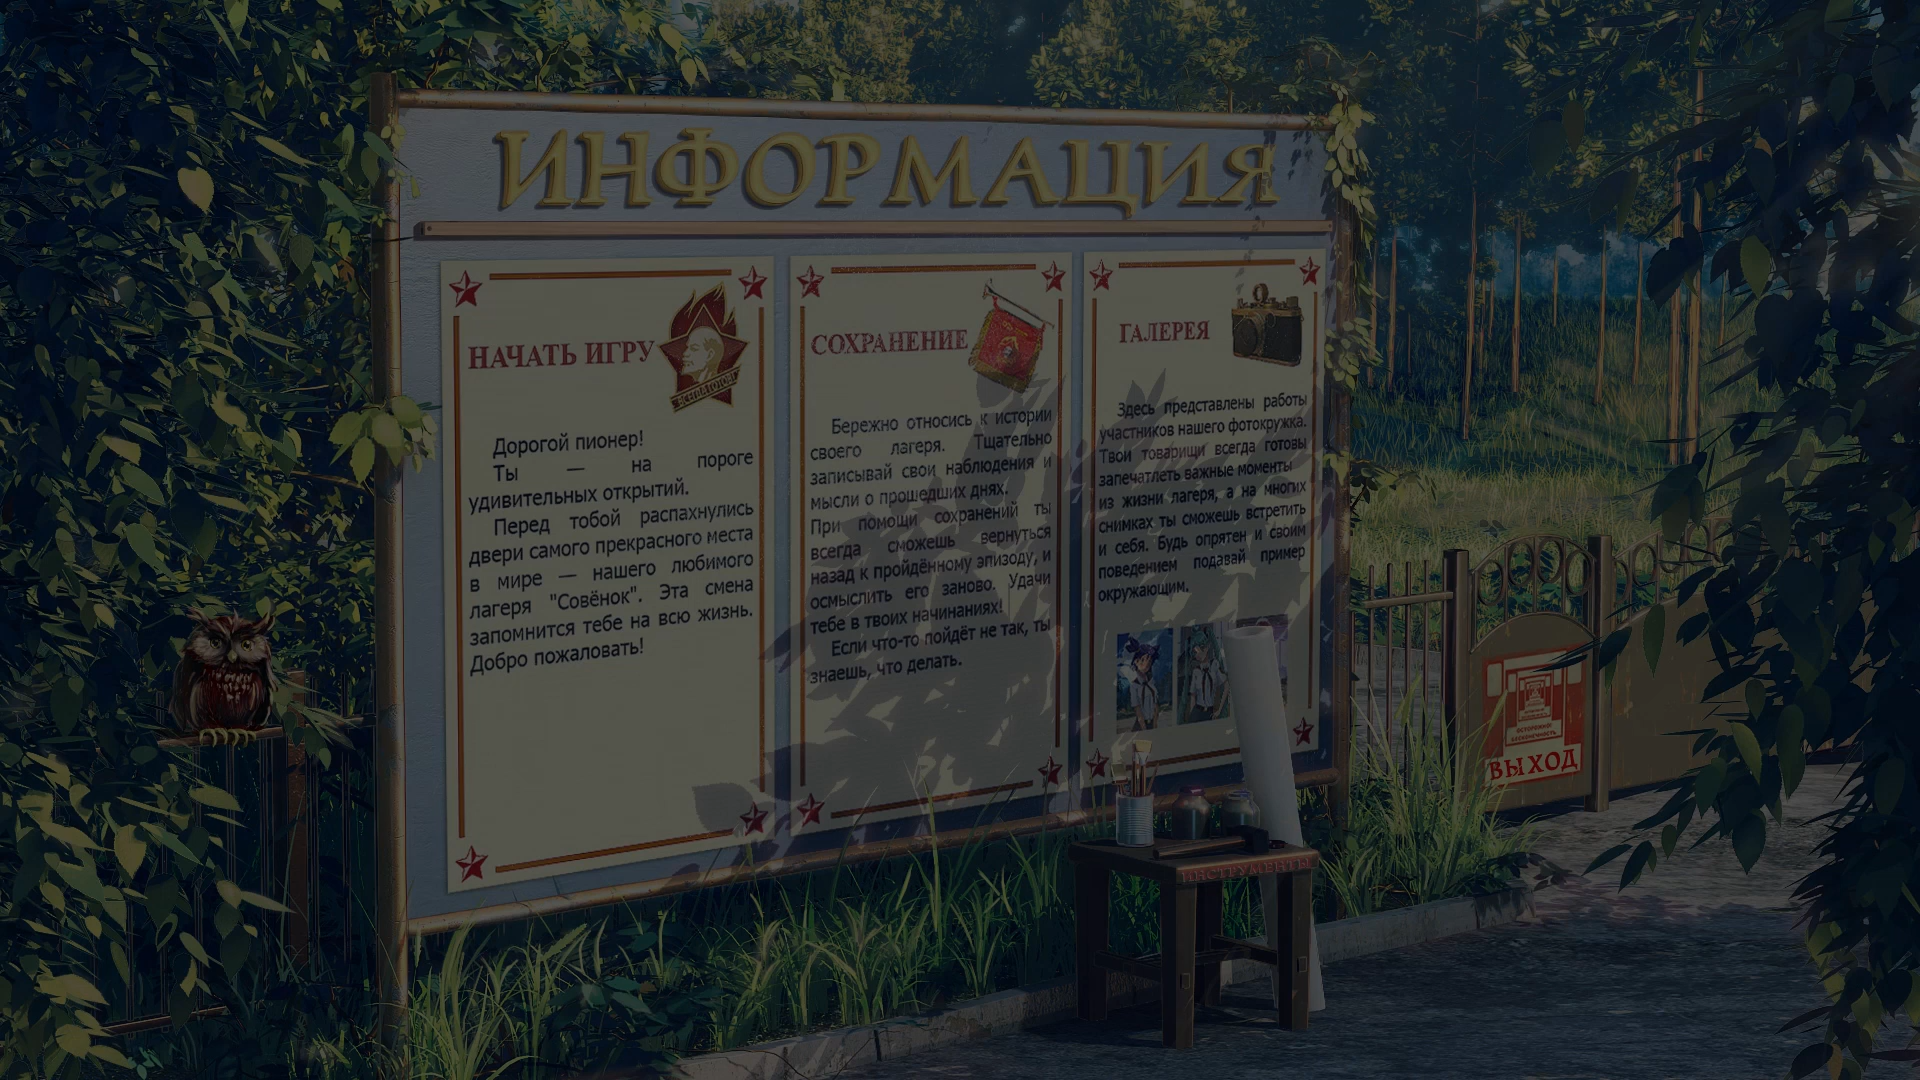 ИНФОРМАЦИЯ
НАЧАТЬ ИГРУ
ВСЕГДА ГОТОВ!
Дорогой пионер!
Ты — на пороге
удивительных открытий.
Перед тобой распахнулись
двери самого прекрасного места
в мире — нашего любимого
лагеря "Совёнок". Эта смена
запомнится тебе на всю жизнь.
Добро пожаловать!
СОХРАНЕНИЕ
Бережно относись к истории
своего лагеря. Тщательно
записывай свои наблюдения и
мысли о прошедших днях.
При помощи сохранений ты
всегда сможешь вернуться
назад к пройдённому эпизоду, и
осмыслить его заново. Удачи
тебе в твоих начинаниях!
Если что-то пойдёт не так, ты
знаешь, что делать.
ГАЛЕРЕЯ
Здесь представлены работы
участников нашего фотокружка.
Твои товарищи всегда готовы
запечатлеть важные моменты
из жизни лагеря, а на многих
снимках ты сможешь встретить
и себя. Будь опрятен и своим
поведением подавай пример
окружающим.
ИНСТРУМЕНТЫ
ОСТОРОЖНО!
БЕСКОНЕЧНОСТЬ
ВЫХОД